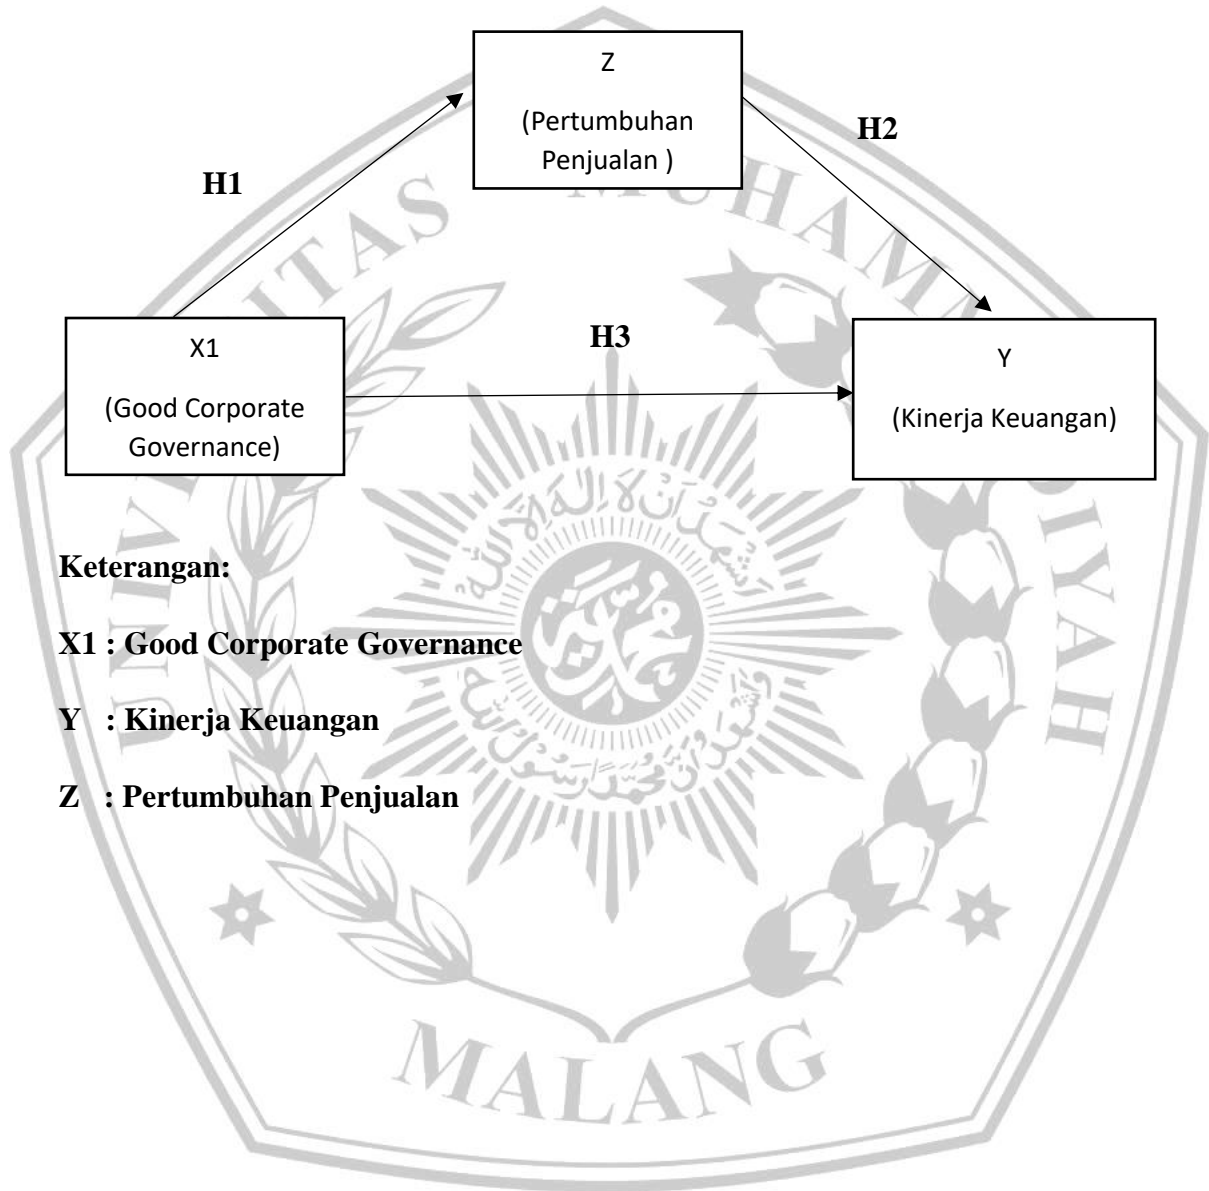 Z
(Pertumbuhan
Penjualan )
H1
H2
X1
(Good Corporate
Governance)
H3
Y
(Kinerja Keuangan)
Keterangan:
X1 : Good Corporate Governance
Y : Kinerja Keuangan
Z : Pertumbuhan Penjualan
MALANG